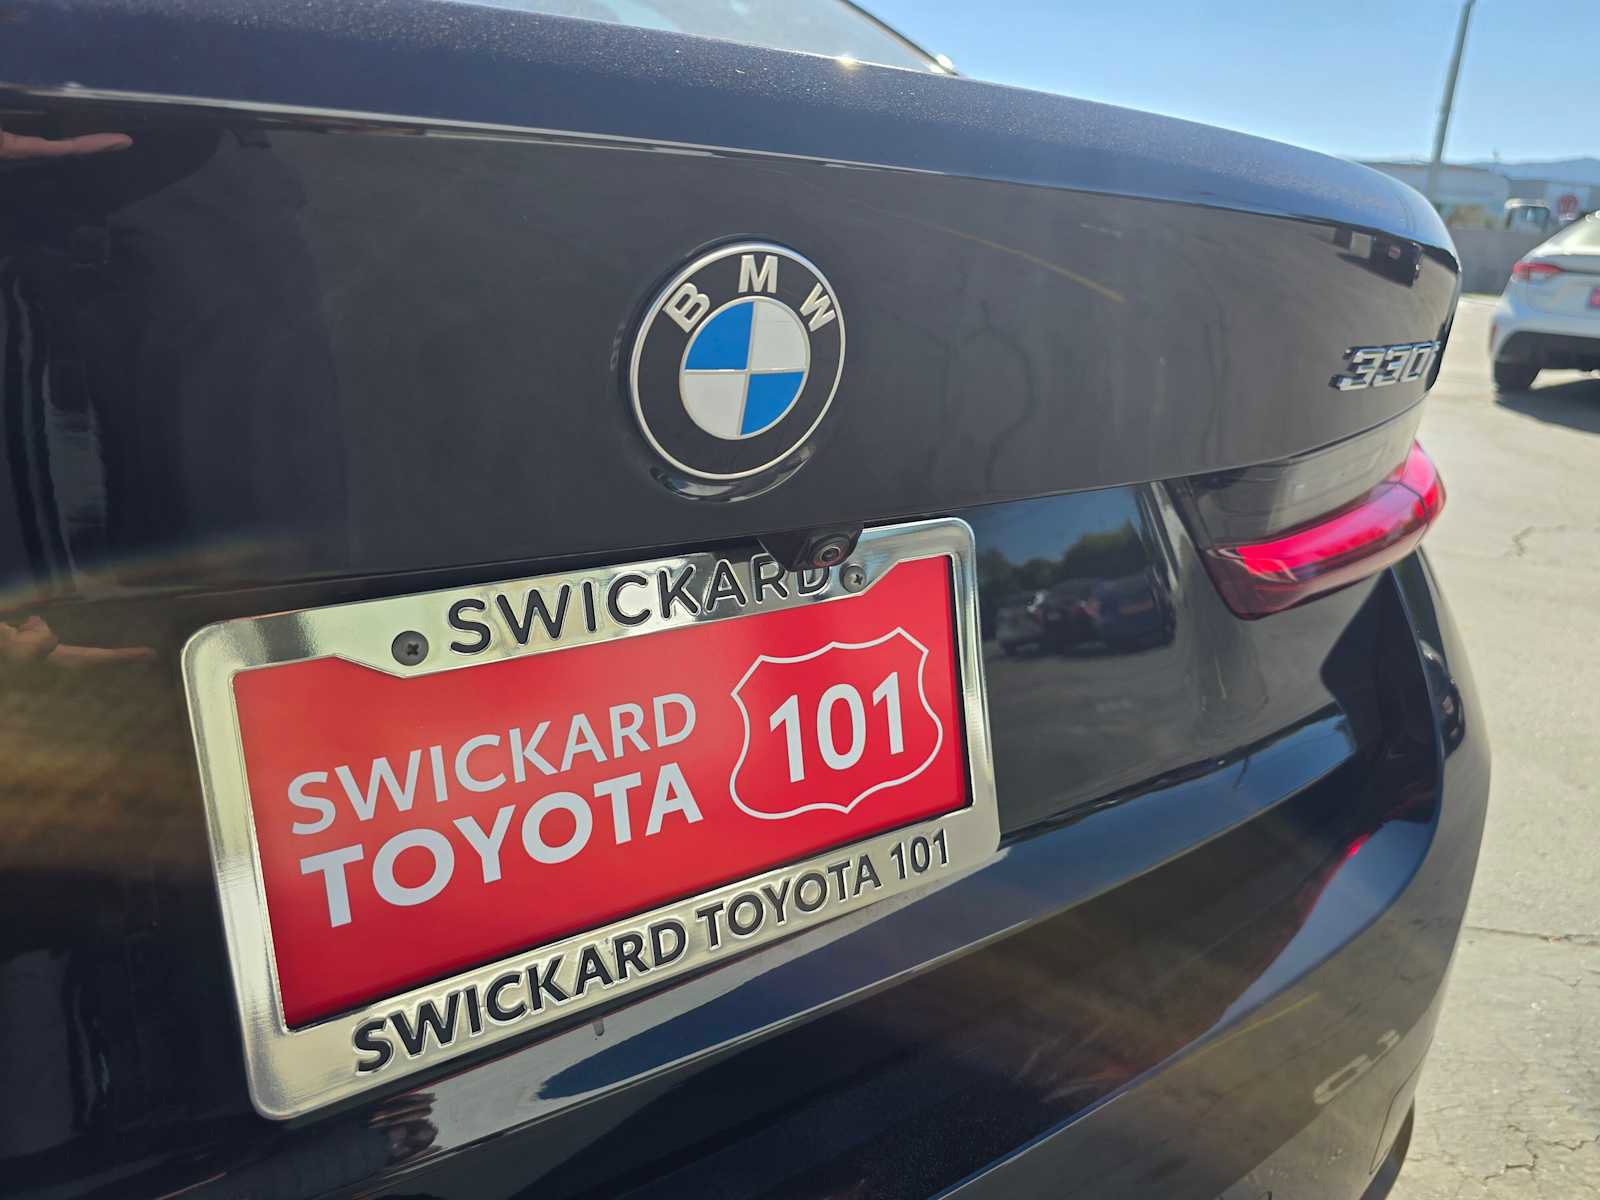 BMW
330i
SWICKARD
SWICKARD
TOYOTA
101
SWICKARD TOYOTA 101